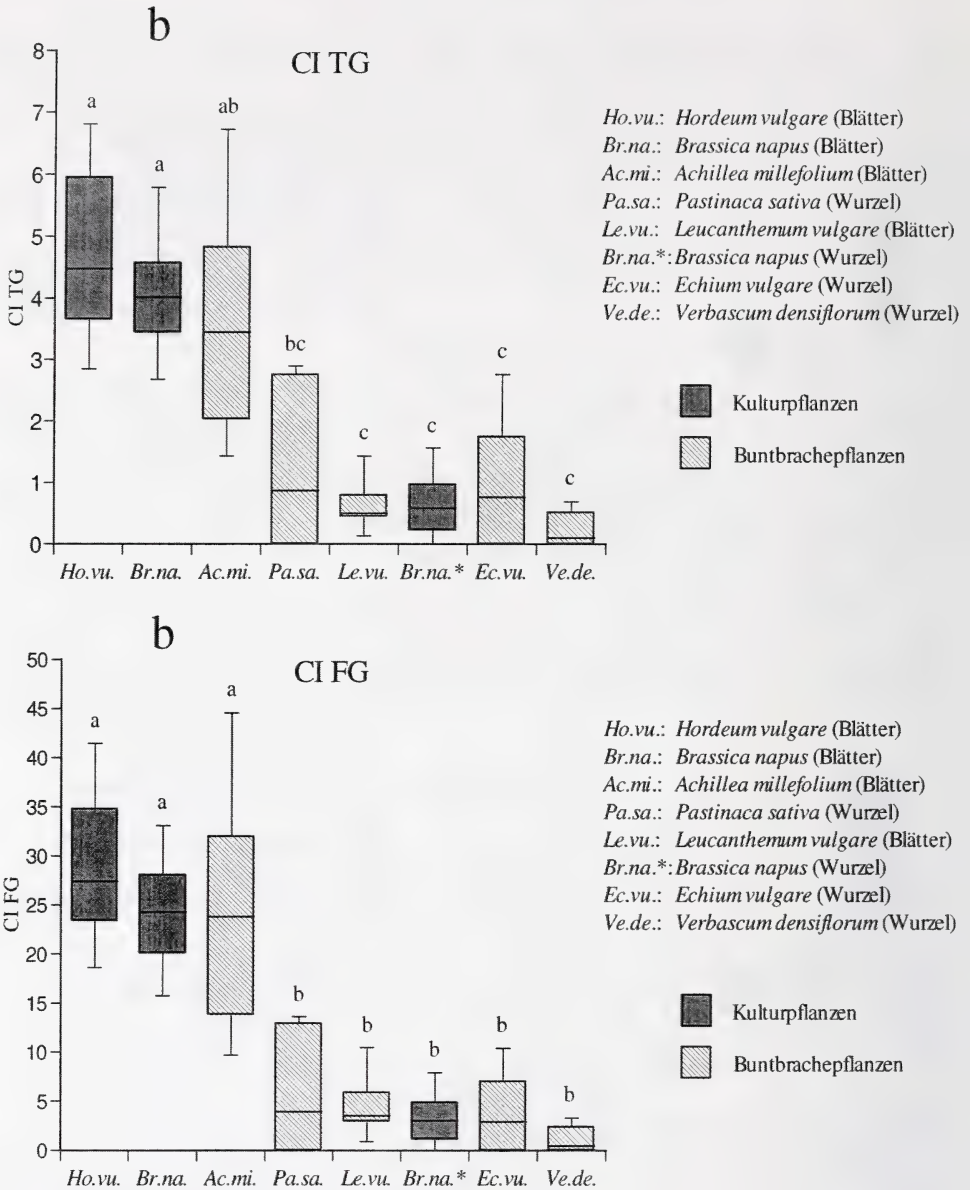 b
CI TG
8
7
6
5
4
3
2
1
0
CI TG
a
a
ab
bc
c
c
c
c
Ho.vu. Br.na. Ac.mi. Pa.sa. Le.vu. Br.na.* Ec.vu. Ve.de.
Ho.vu.: Hordeum vulgare (Blätter)
Br.na.: Brassica napus (Blätter)
Ac.mi.: Achillea millefolium (Blätter)
Pa.sa.: Pastinaca sativa (Wurzel)
Le.vu.: Leucanthemum vulgare (Blätter)
Br.na.*: Brassica napus (Wurzel)
Ec.vu.: Echium vulgare (Wurzel)
Ve.de.: Verbascum densiflorum (Wurzel)
Kulturpflanzen
Buntbrachepflanzen
b
CI FG
50
45
40
35
30
25
20
15
10
5
0
CI FG
a
a
a
b
b
b
b
b
Ho.vu. Br.na. Ac.mi. Pa.sa. Le.vu. Br.na.* Ec.vu. Ve.de.
Ho.vu.: Hordeum vulgare (Blätter)
Br.na.: Brassica napus (Blätter)
Ac.mi.: Achillea millefolium (Blätter)
Pa.sa.: Pastinaca sativa (Wurzel)
Le.vu.: Leucanthemum vulgare (Blätter)
Br.na.*: Brassica napus (Wurzel)
Ec.vu.: Echium vulgare (Wurzel)
Ve.de.: Verbascum densiflorum (Wurzel)
Kulturpflanzen
Buntbrachepflanzen